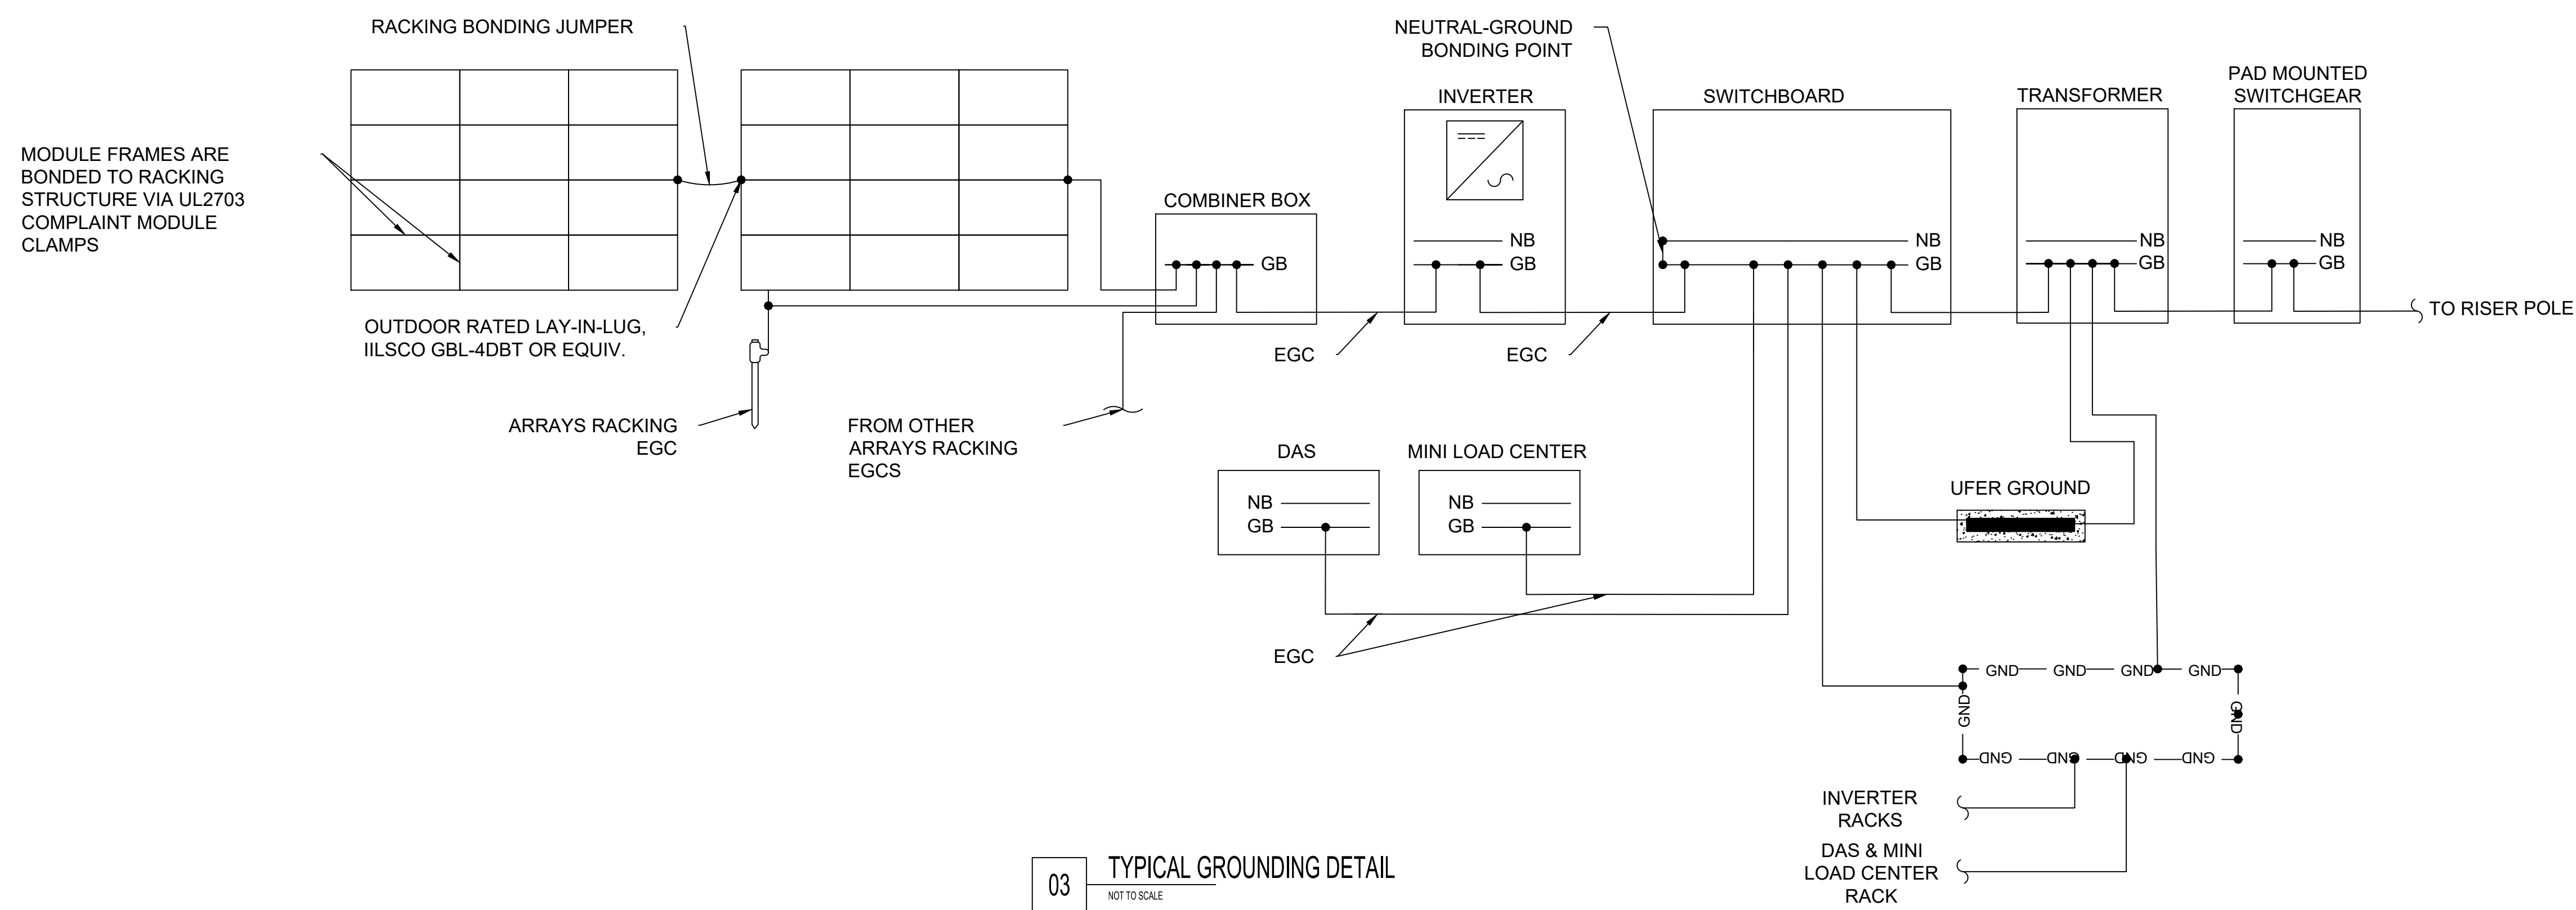 RACKING BONDING JUMPER
NEUTRAL-GROUND
BONDING POINT
MODULE FRAMES ARE
BONDED TO RACKING
STRUCTURE VIA UL2703
COMPLAINT MODULE
CLAMPS
OUTDOOR RATED LAY-IN-LUG,
IILSCO GBL-4DBT OR EQUIV.
ARRAYS RACKING
EGC
FROM OTHER
ARRAYS RACKING
EGCS
COMBINER BOX
GB
INVERTER
NB
GB
EGC
SWITCHBOARD
NB
GB
EGC
TRANSFORMER
NB
GB
PAD MOUNTED
SWITCHGEAR
NB
GB
TO RISER POLE
DAS
NB
GB
MINI LOAD CENTER
NB
GB
EGC
UFER GROUND
GND
GND
GND
GND
GND
GND
GND
GND
GND
GND
INVERTER
RACKS
DAS & MINI
LOAD CENTER
RACK
03
TYPICAL GROUNDING DETAIL
NOT TO SCALE